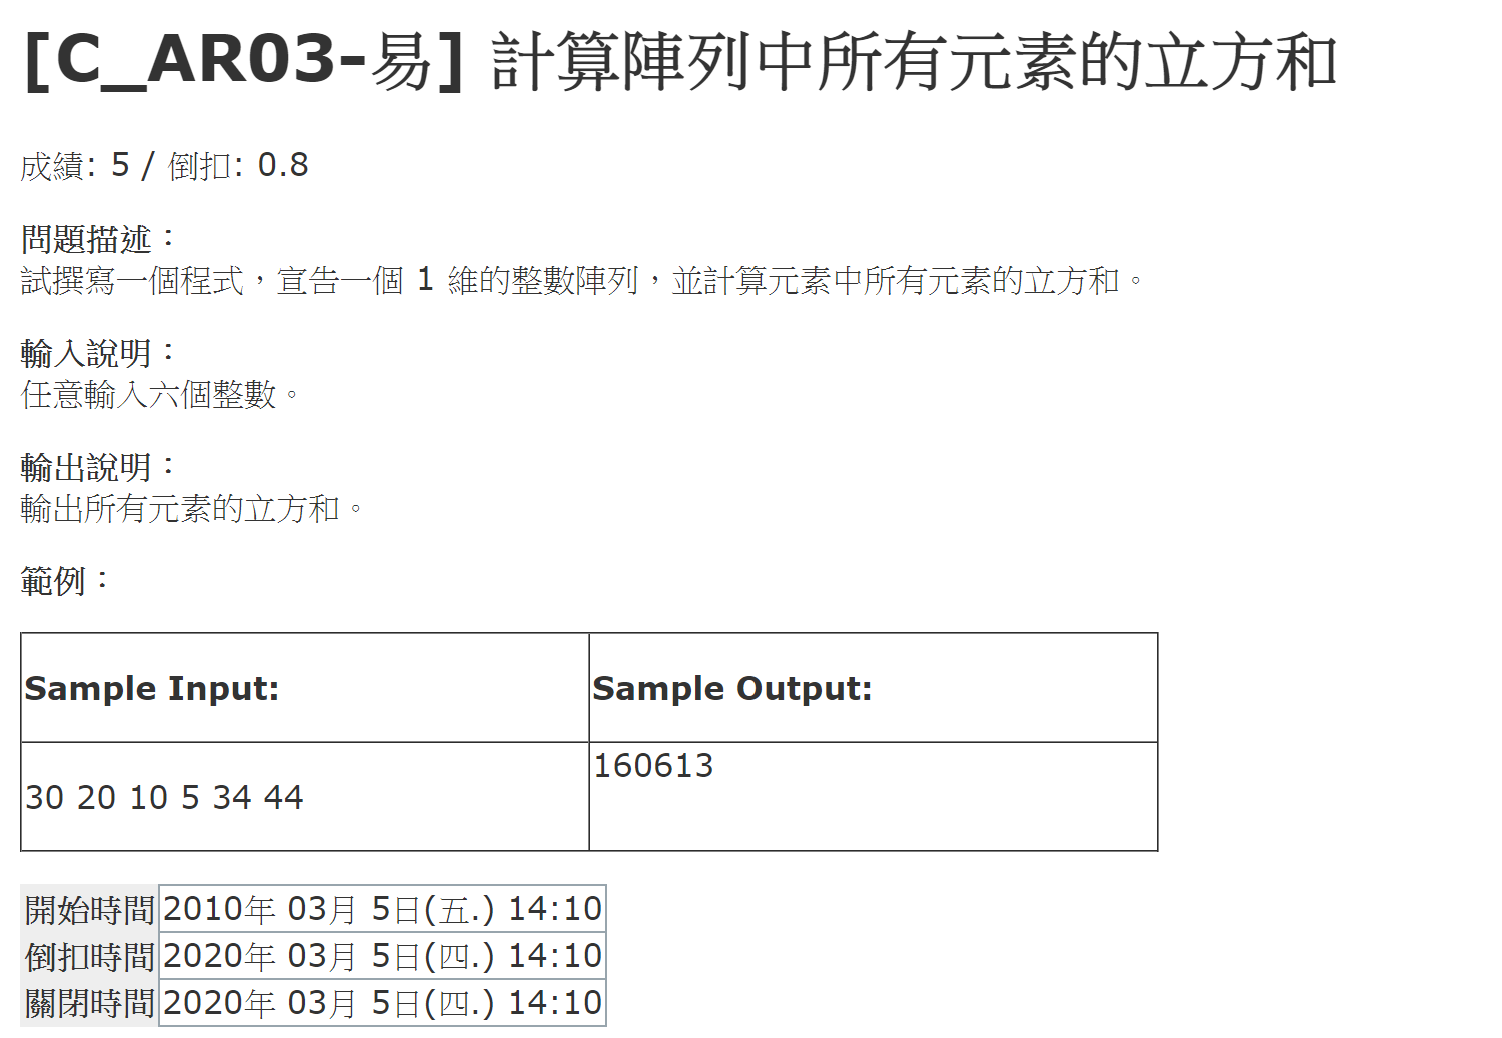 [C_AR03-易] 計算陣列中所有元素的立方和
成績: 5 / 倒扣: 0.8
問題描述：
試撰寫一個程式，宣告一個 1 維的整數陣列，並計算元素中所有元素的立方和。
輸入說明：
任意輸入六個整數。
輸出說明：
輸出所有元素的立方和。
範例：
Sample Input:
Sample Output:
30 20 10 5 34 44
160613
開始時間 2010年 03月 5日(五.) 14:10
倒扣時間 2020年 03月 5日(四.) 14:10
關閉時間 2020年 03月 5日(四.) 14:10